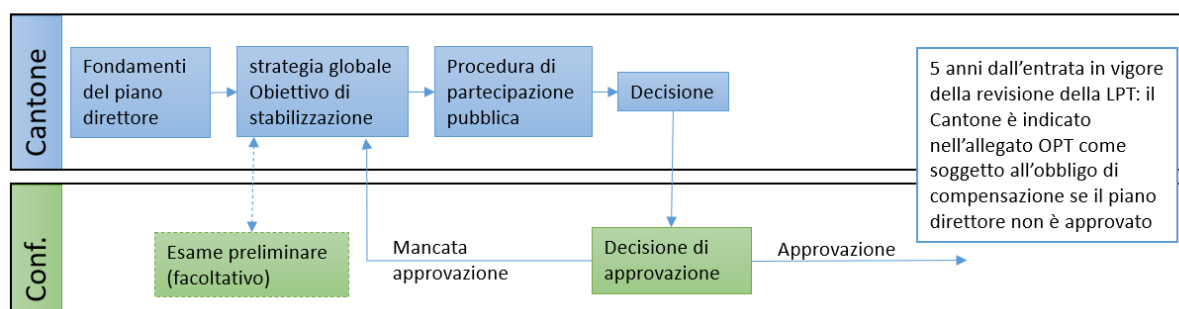 Cantone
Fondamenti
del piano
direttore
strategia globale
Obiettivo di
stabilizzazione
Procedura di
partecipazione
pubblica
Decisione
5 anni dall'entrata in vigore
della revisione della LPT: il
Cantone è indicato
nell'allegato OPT come
soggetto all'obbligo di
compensazione se il piano
direttore non è approvato
Conf.
Esame preliminare
(facoltativo)
Mancata
approvazione
Decisione di
approvazione
Approvazione